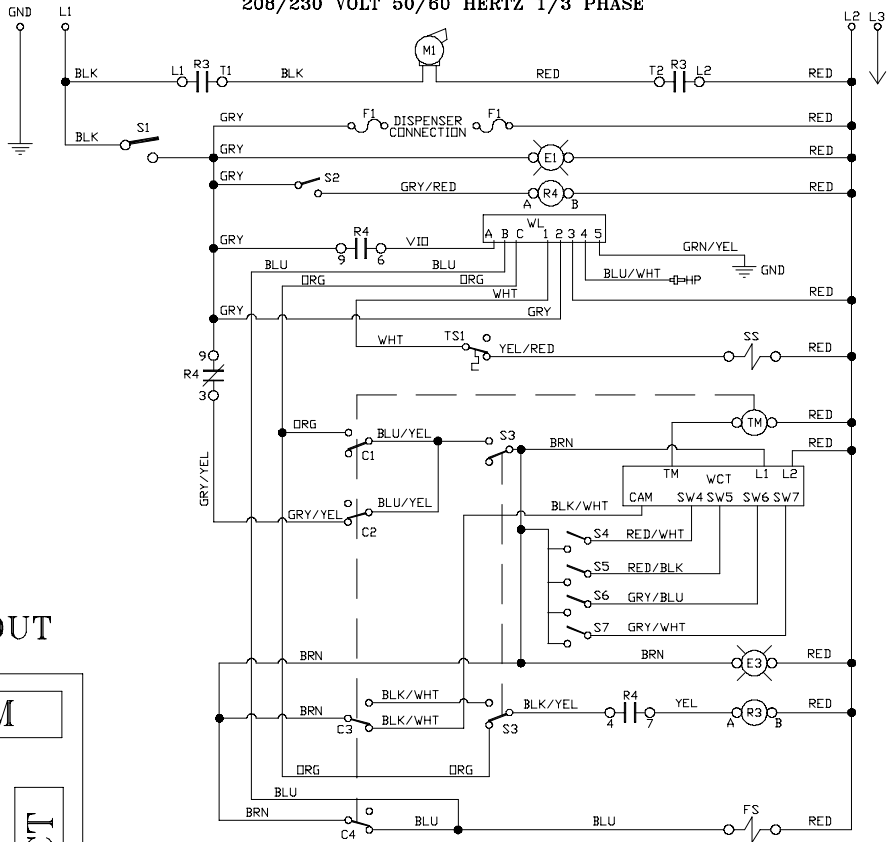 208/230 VOLT 50/60 HERTZ 1/3 PHASE
GND L1 L2 L3
M1
BLK L1 R3 T1 BLK RED T2 R3 L2 RED
GRY F1 DISPENSER CONNECTION F1 RED
BLK S1
GRY E1 RED
GRY S2 GRY/RED A R4 B RED
WL
A B C 1 2 3 4 5
GRY R4 9 6 VIO GRN/YEL
GND
BLU BLU BLU/WHT HP
ORG ORG
WHT RED
GRY GRY
WHT TS1 YEL/RED SS RED
9
R4
3
TM RED
ORG BLU/YEL S3 BRN RED
C1
TM WCT L1 L2
GRY/YEL
CAM SW4 SW5 SW6 SW7
BLU/YEL BLK/WHT
GRY/YEL
C2
S4 RED/WHT
S5 RED/BLK
S6 GRY/BLU
S7 GRY/WHT
OUT
BRN BRN E3 RED
M
BLK/WHT
BRN C3 BLK/WHT S3 BLK/YEL R4 4 7 YEL A R3 B RED
ORG ORG
BLU
BRN C4 BLU BLU FS RED
CT